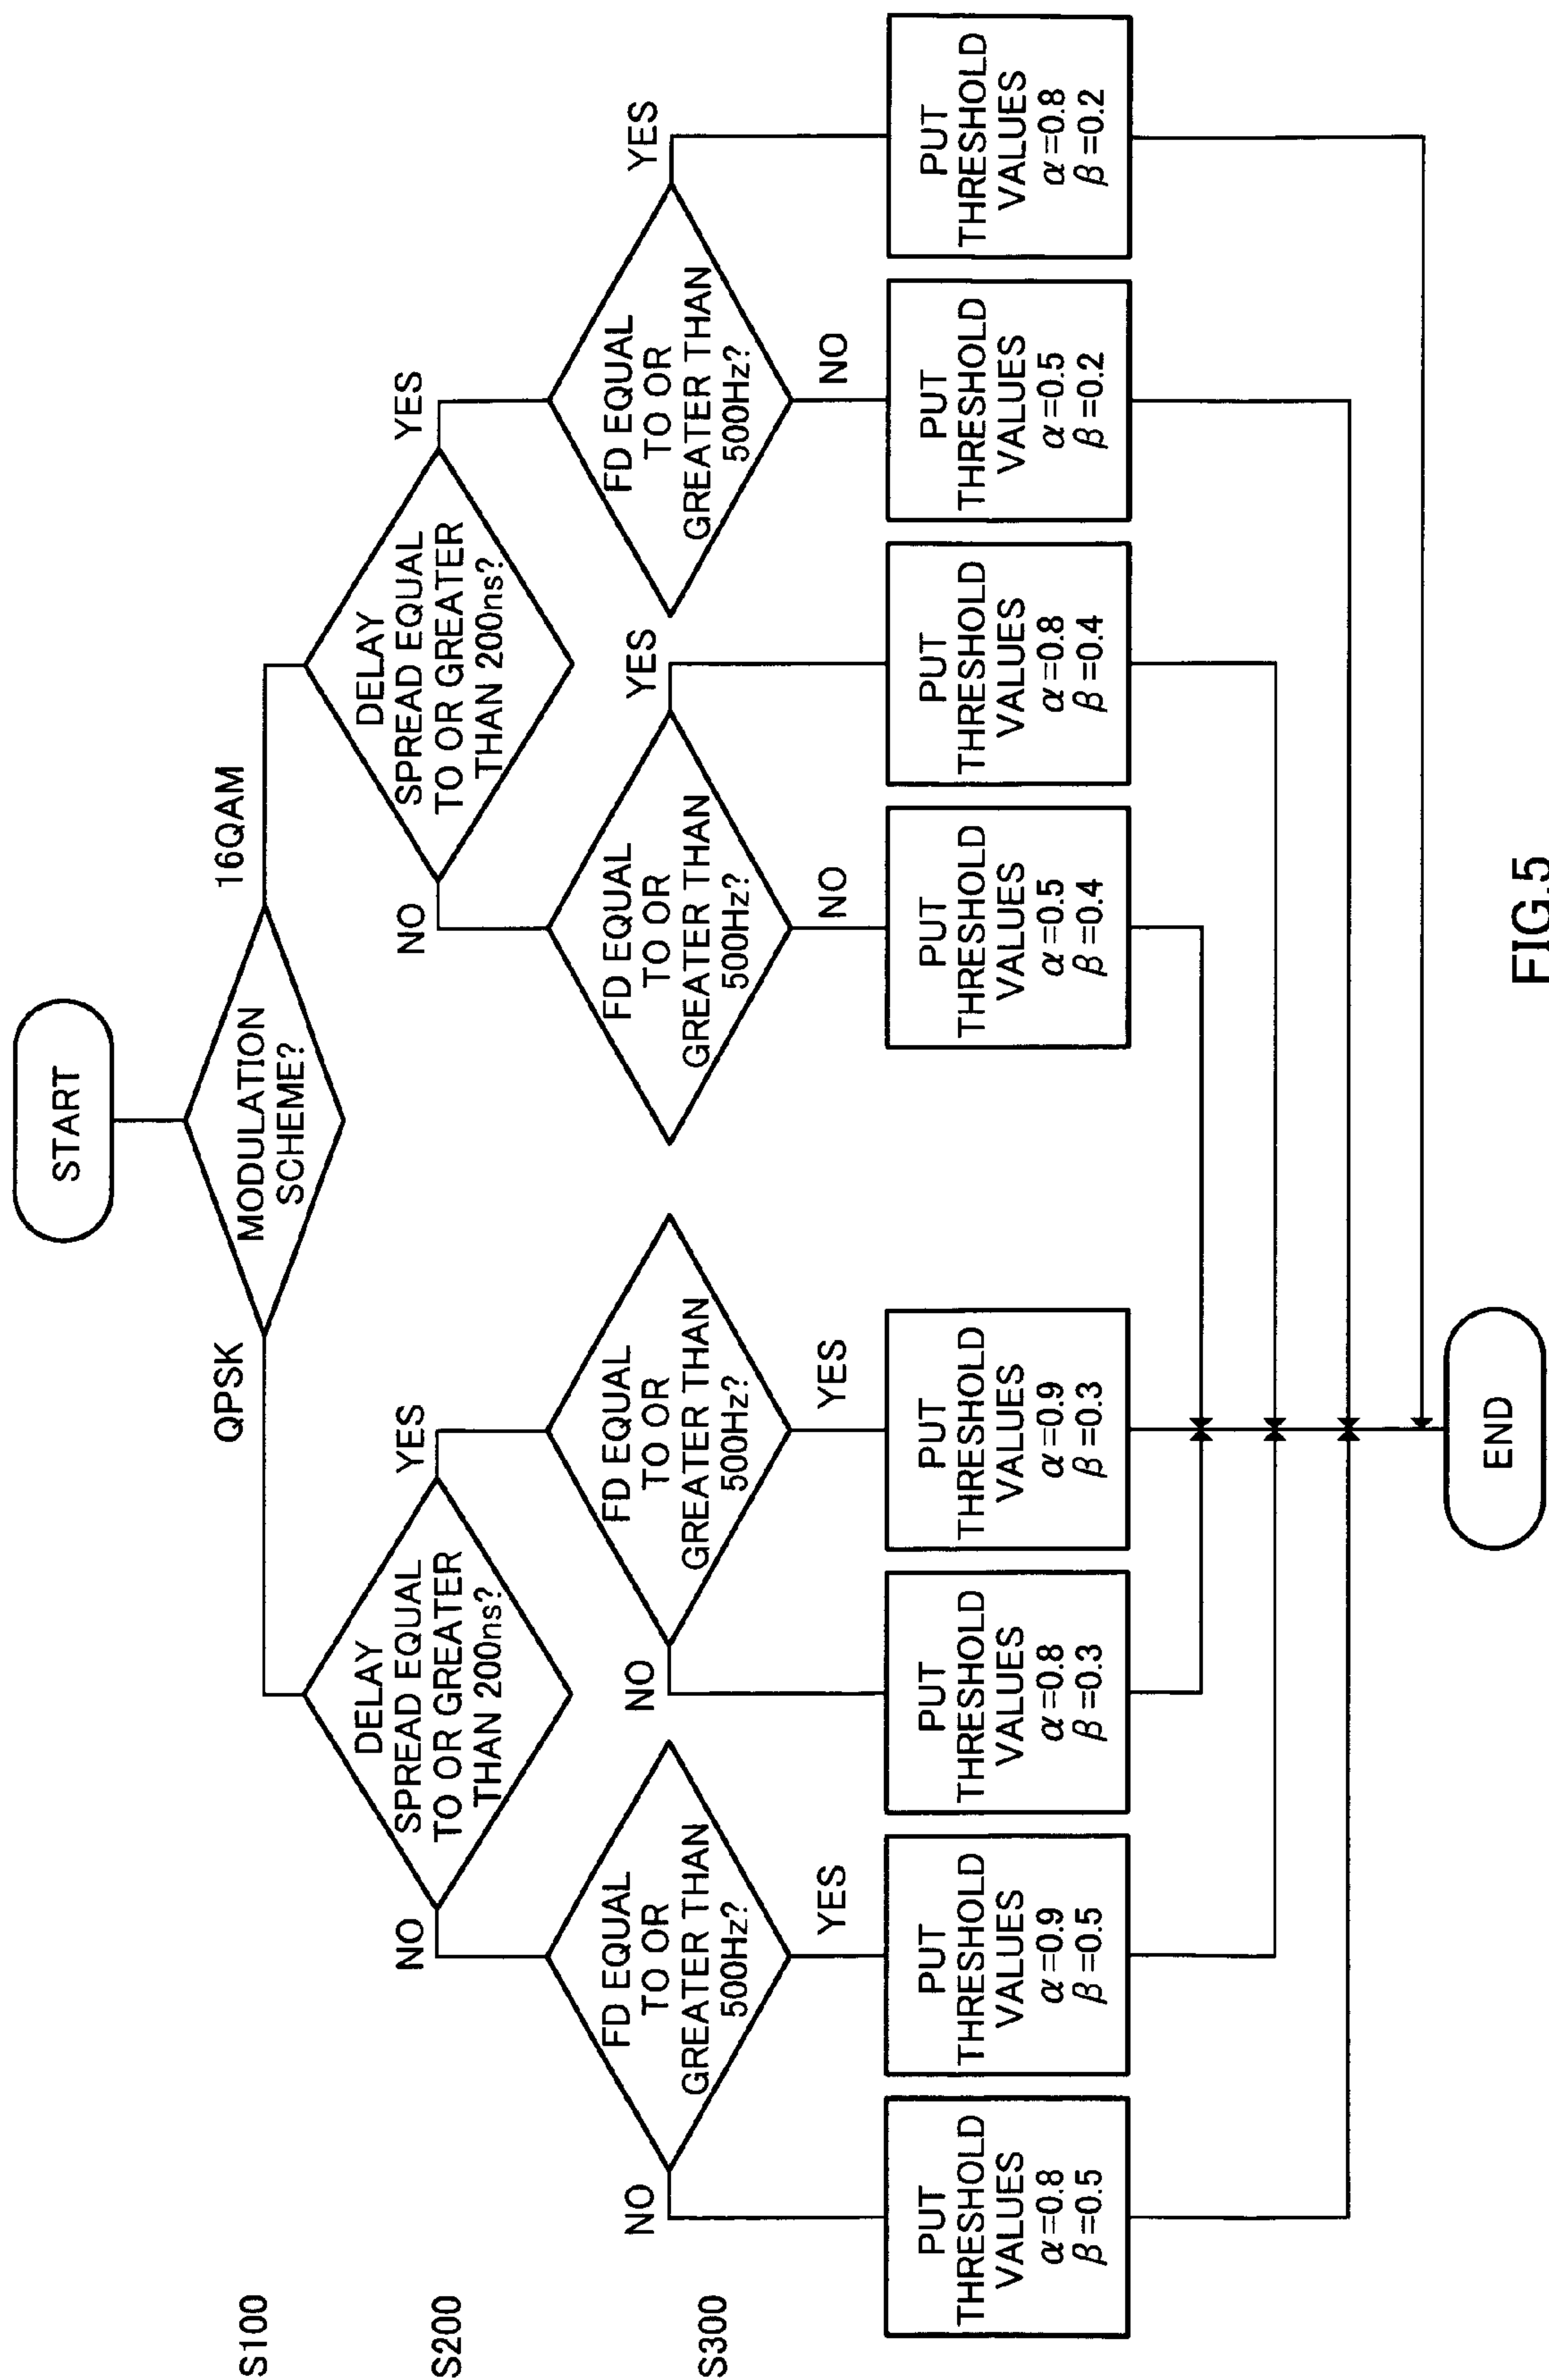 START
S100
MODULATION
SCHEME?
QPSK
16QAM
S200
DELAY
SPREAD EQUAL
TO OR GREATER
THAN 200ns?
NO
YES
DELAY
SPREAD EQUAL
TO OR GREATER
THAN 200ns?
NO
YES
S300
FD EQUAL
TO OR
GREATER THAN
500Hz?
NO
YES
FD EQUAL
TO OR
GREATER THAN
500Hz?
NO
YES
FD EQUAL
TO OR
GREATER THAN
500Hz?
NO
YES
FD EQUAL
TO OR
GREATER THAN
500Hz?
NO
YES
PUT
THRESHOLD
VALUES
α=0.8
β=0.5
PUT
THRESHOLD
VALUES
α=0.9
β=0.5
PUT
THRESHOLD
VALUES
α=0.8
β=0.3
PUT
THRESHOLD
VALUES
α=0.9
β=0.3
PUT
THRESHOLD
VALUES
α=0.5
β=0.4
PUT
THRESHOLD
VALUES
α=0.8
β=0.4
PUT
THRESHOLD
VALUES
α=0.5
β=0.2
PUT
THRESHOLD
VALUES
α=0.8
β=0.2
END
FIG.5